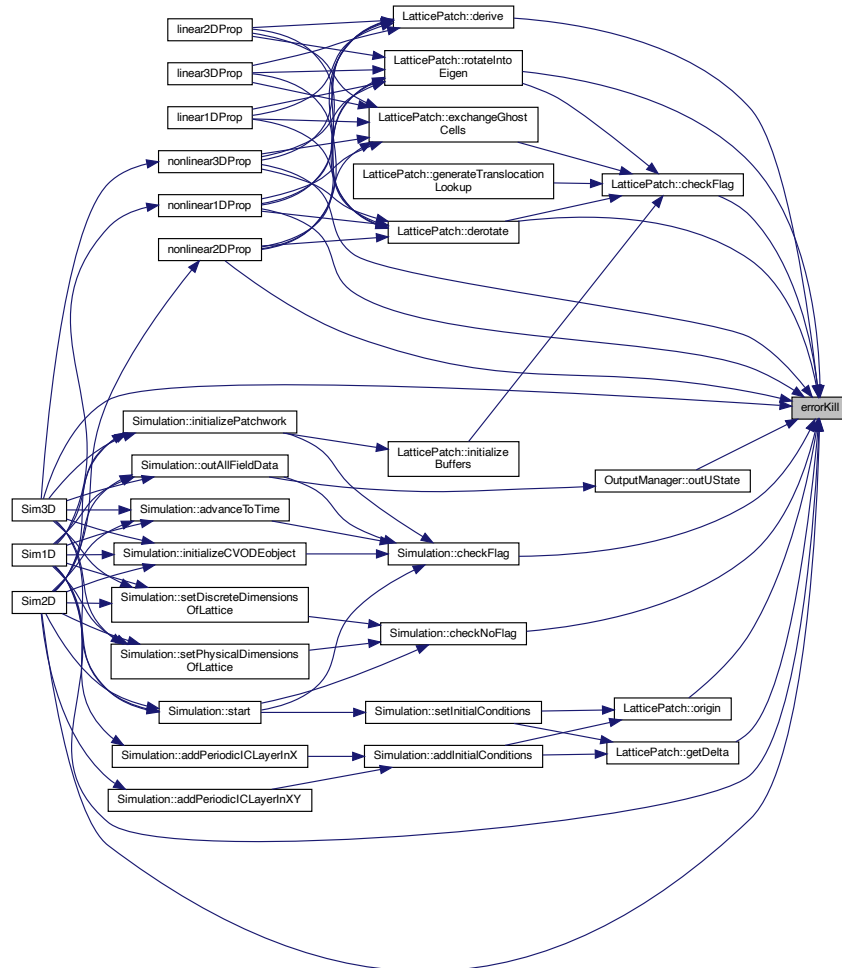 linear2DProp
linear3DProp
linear1DProp
nonlinear3DProp
nonlinear1DProp
nonlinear2DProp
LatticePatch::derive
LatticePatch::rotateInto
Eigen
LatticePatch::exchangeGhost
Cells
LatticePatch::generateTranslocation
Lookup
LatticePatch::derotate
LatticePatch::checkFlag
errorKill
Simulation::initializePatchwork
Simulation::outAllFieldData
Simulation::advanceToTime
Simulation::initializeCVODEobject
Simulation::setDiscreteDimensions
OfLattice
Simulation::setPhysicalDimensions
OfLattice
Simulation::start
Simulation::addPeriodicICLayerInX
Simulation::addPeriodicICLayerInXY
Sim3D
Sim1D
Sim2D
LatticePatch::initialize
Buffers
OutputManager::outUState
Simulation::checkFlag
Simulation::checkNoFlag
Simulation::setInitialConditions
Simulation::addInitialConditions
LatticePatch::origin
LatticePatch::getDelta